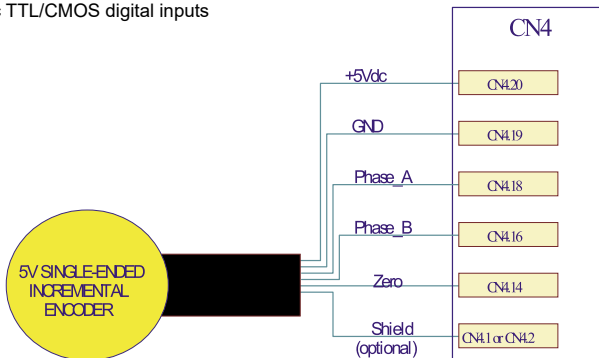 TTL/CMOS digital inputs
CN4
+5Vdc
CN4.20
GND
CN4.19
Phase_A
CN4.18
Phase_B
CN4.16
5V SINGLE-ENDED
INCREMENTAL
ENCODER
Zero
CN4.14
Shield
(optional)
CN4.1 or CN4.2